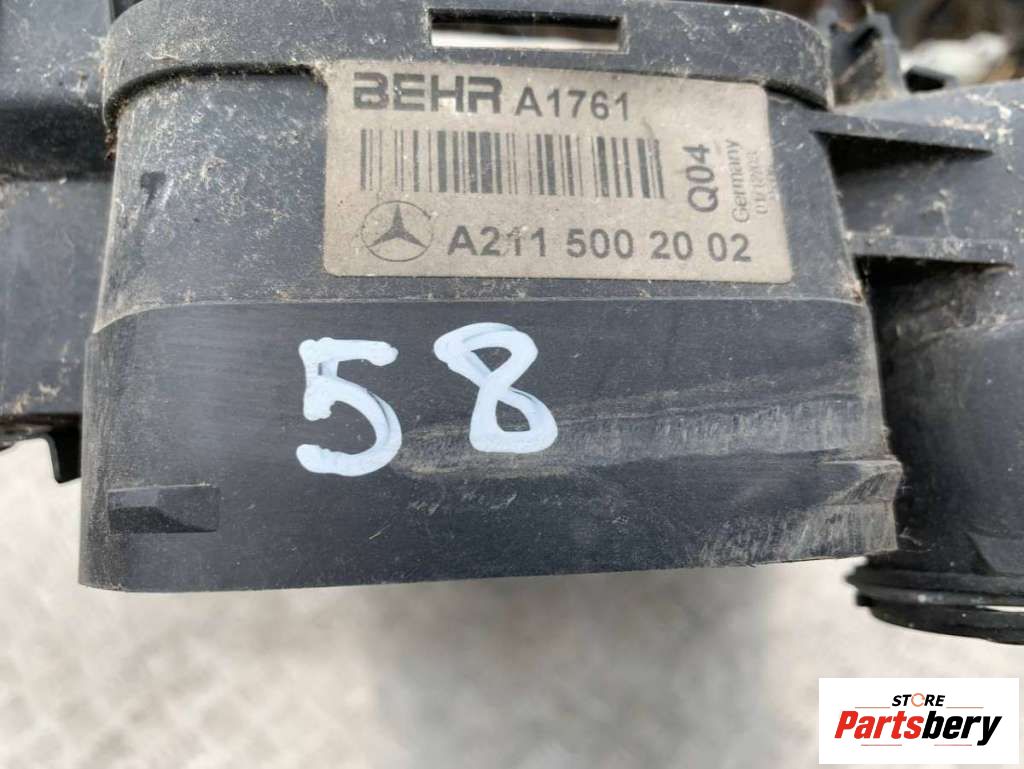 BEHR A1761
Q04
Germany
A211 500 20 02
58
STORE
Partsbery